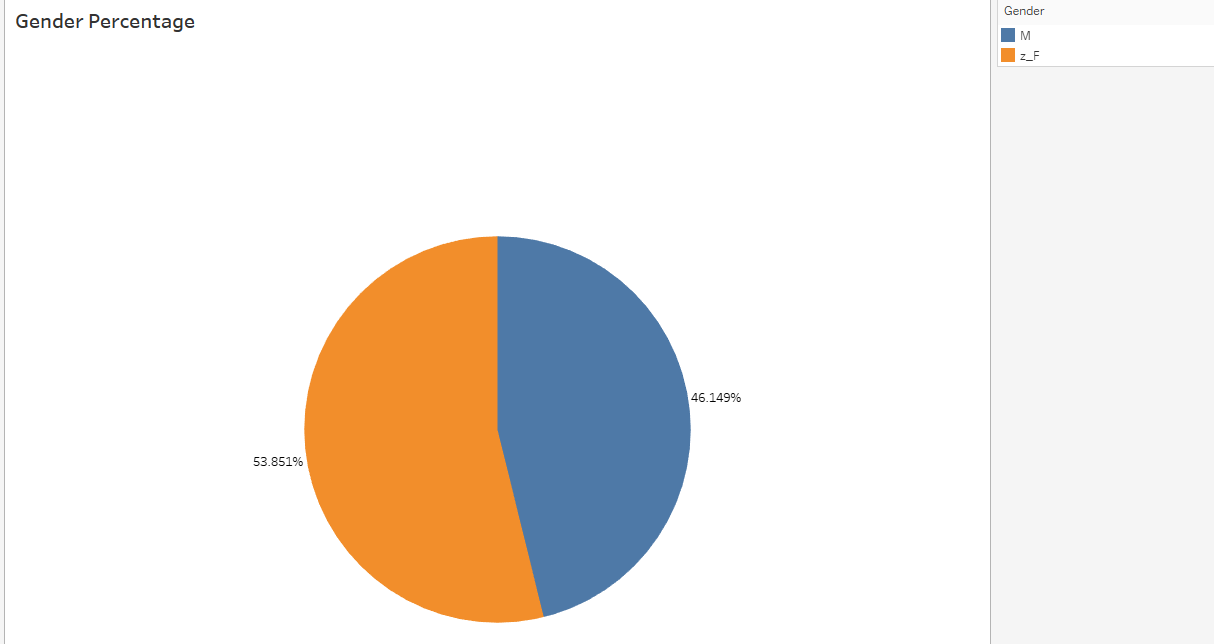 Gender Percentage
Gender
M
z_F
46.149%
53.851%